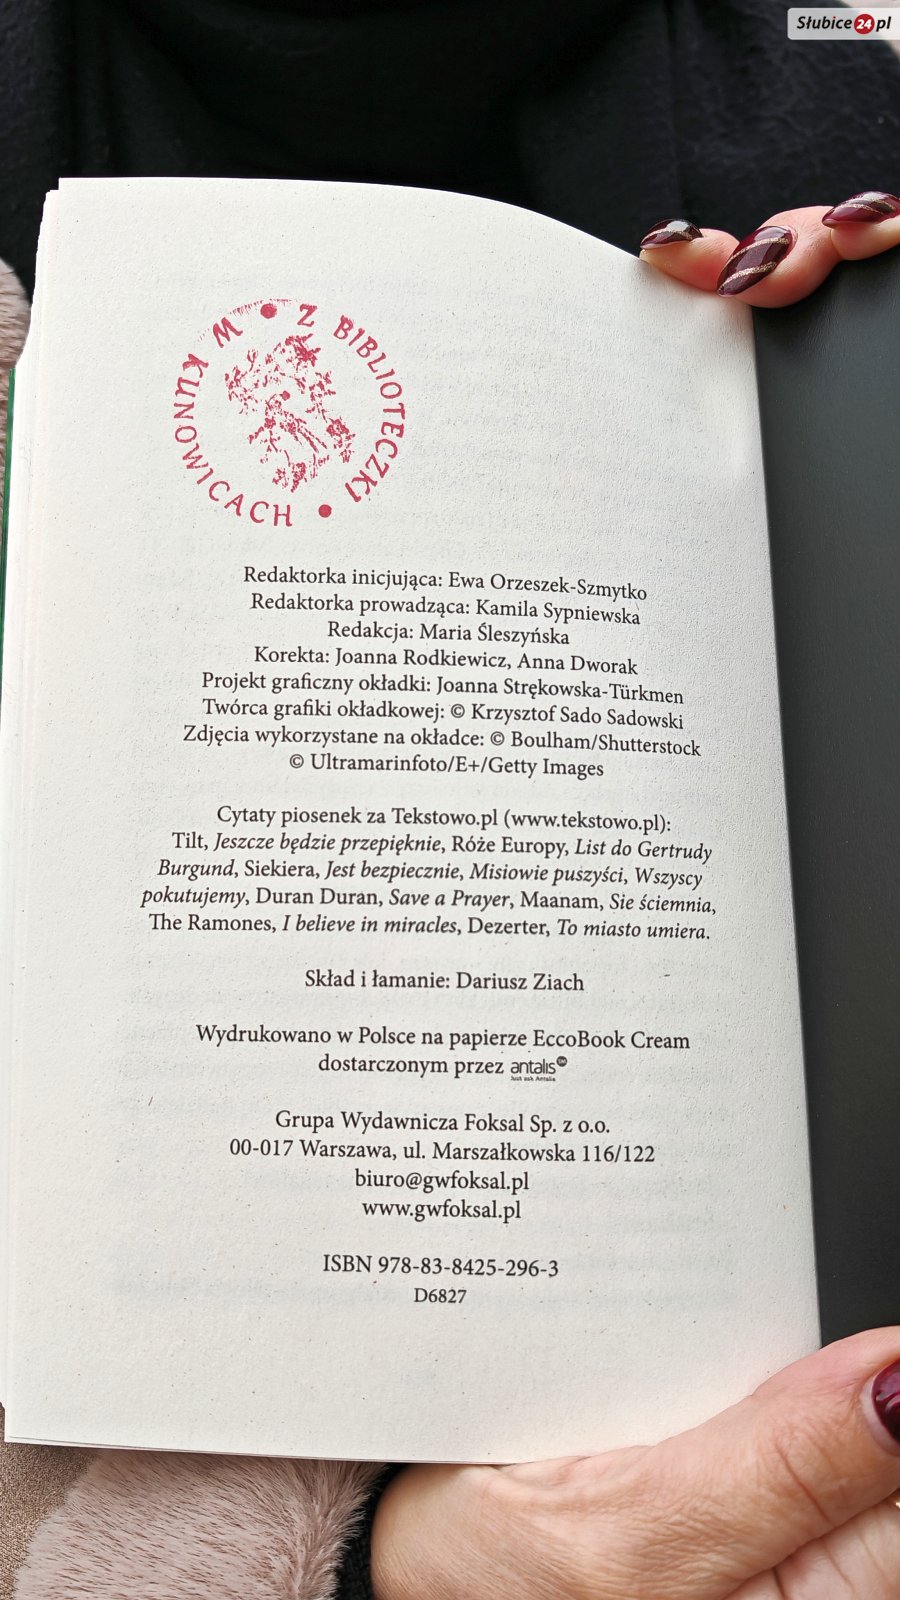 Słubice24pl
Z BIBLIOTECZKI
W KUNOWICACH
Redaktorka inicjująca: Ewa Orzeszek-Szmytko
Redaktorka prowadząca: Kamila Sypniewska
Redakcja: Maria Śleszyńska
Korekta: Joanna Rodkiewicz, Anna Dworak
Projekt graficzny okładki: Joanna Strękowska-Türkmen
Twórca grafiki okładkowej: © Krzysztof Sado Sadowski
Zdjęcia wykorzystane na okładce: © Boulham/Shutterstock
© Ultramarinfoto/E+/Getty Images
Cytaty piosenek za Tekstowo.pl (www.tekstowo.pl):
Tilt, Jeszcze będzie przepięknie, Róże Europy, List do Gertrudy
Burgund, Siekiera, Jest bezpiecznie, Misiowie puszyści, Wszyscy
pokutujemy, Duran Duran, Save a Prayer, Maanam, Sie ściemnia,
The Ramones, I believe in miracles, Dezerter, To miasto umiera.
Skład i łamanie: Dariusz Ziach
Wydrukowano w Polsce na papierze EccoBook Cream
dostarczonym przez antalis
Just ask Antalis
Grupa Wydawnicza Foksal Sp. z o.o.
00-017 Warszawa, ul. Marszałkowska 116/122
biuro@gwfoksal.pl
www.gwfoksal.pl
ISBN 978-83-8425-296-3
D6827